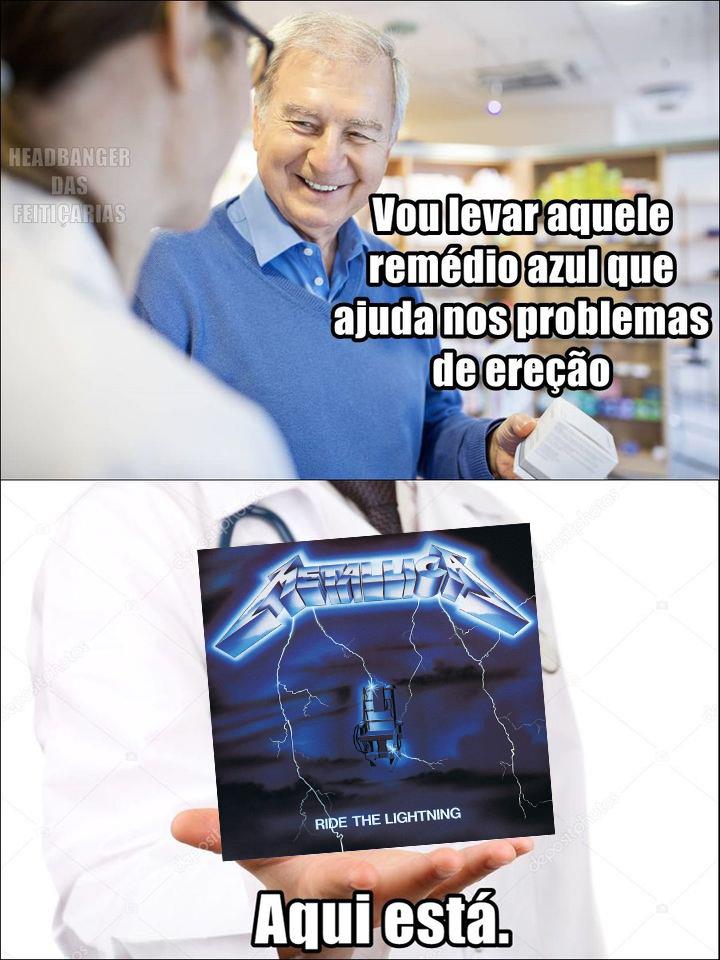 HEADBANGER
DAS
FEITIÇARIAS
Vou levar aquele
remédio azul que
ajuda nos problemas
de ereção
METALLICA
RIDE THE LIGHTNING
Aqui está.